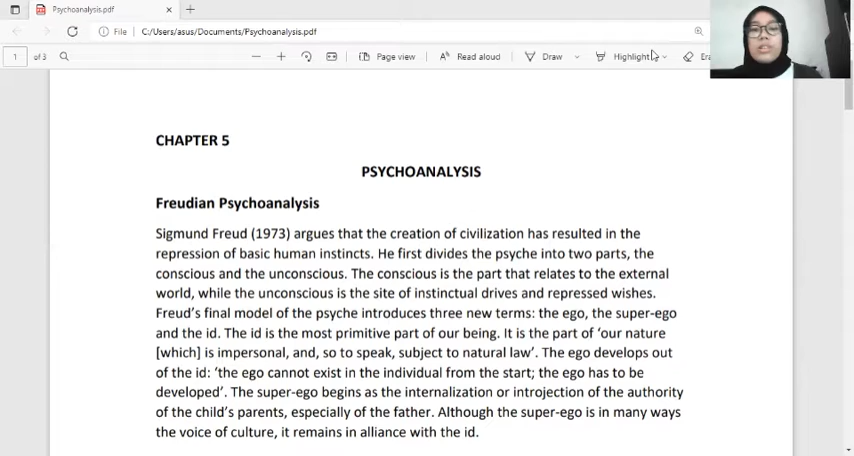 Psychoanalysis.pdf
File | C:/Users/asus/Documents/Psychoanalysis.pdf
1 of 3 Page view Read aloud Draw Highlight
CHAPTER 5
PSYCHOANALYSIS
Freudian Psychoanalysis
Sigmund Freud (1973) argues that the creation of civilization has resulted in the
repression of basic human instincts. He first divides the psyche into two parts, the
conscious and the unconscious. The conscious is the part that relates to the external
world, while the unconscious is the site of instinctual drives and repressed wishes.
Freud's final model of the psyche introduces three new terms: the ego, the super-ego
and the id. The id is the most primitive part of our being. It is the part of 'our nature
[which] is impersonal, and, so to speak, subject to natural law'. The ego develops out
of the id: 'the ego cannot exist in the individual from the start; the ego has to be
developed'. The super-ego begins as the internalization or introjection of the authority
of the child's parents, especially of the father. Although the super-ego is in many ways
the voice of culture, it remains in alliance with the id.